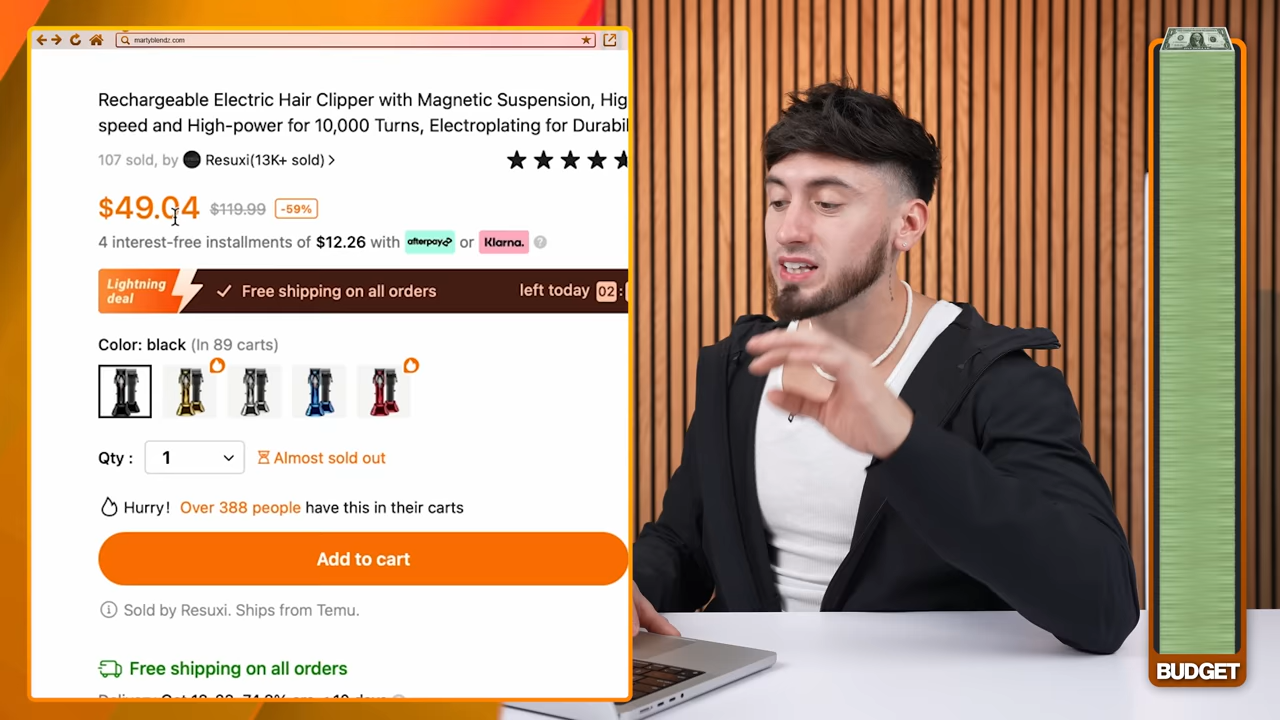 martyblendz.com
Rechargeable Electric Hair Clipper with Magnetic Suspension, Hig
speed and High-power for 10,000 Turns, Electroplating for Durabil
107 sold, by Resuxi(13K+ sold) >
$49.04 $119.99 -59%
4 interest-free installments of $12.26 with afterpay or Klarna. ?
Lightning
deal
Free shipping on all orders left today 02:
Color: black (In 89 carts)
Qty : 1 Almost sold out
Hurry! Over 388 people have this in their carts
Add to cart
Sold by Resuxi. Ships from Temu.
Free shipping on all orders
BUDGET